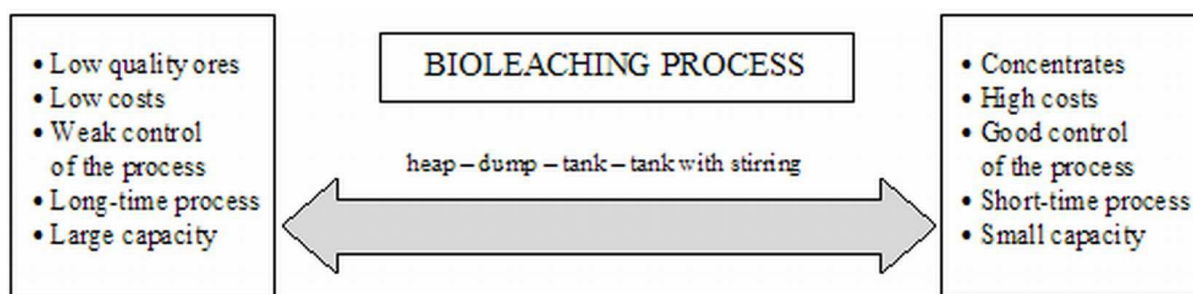 • Low quality ores
• Low costs
• Weak control
of the process
• Long-time process
• Large capacity
BIOLEACHING PROCESS
heap – dump – tank – tank with stirring
• Concentrates
• High costs
• Good control
of the process
• Short-time process
• Small capacity